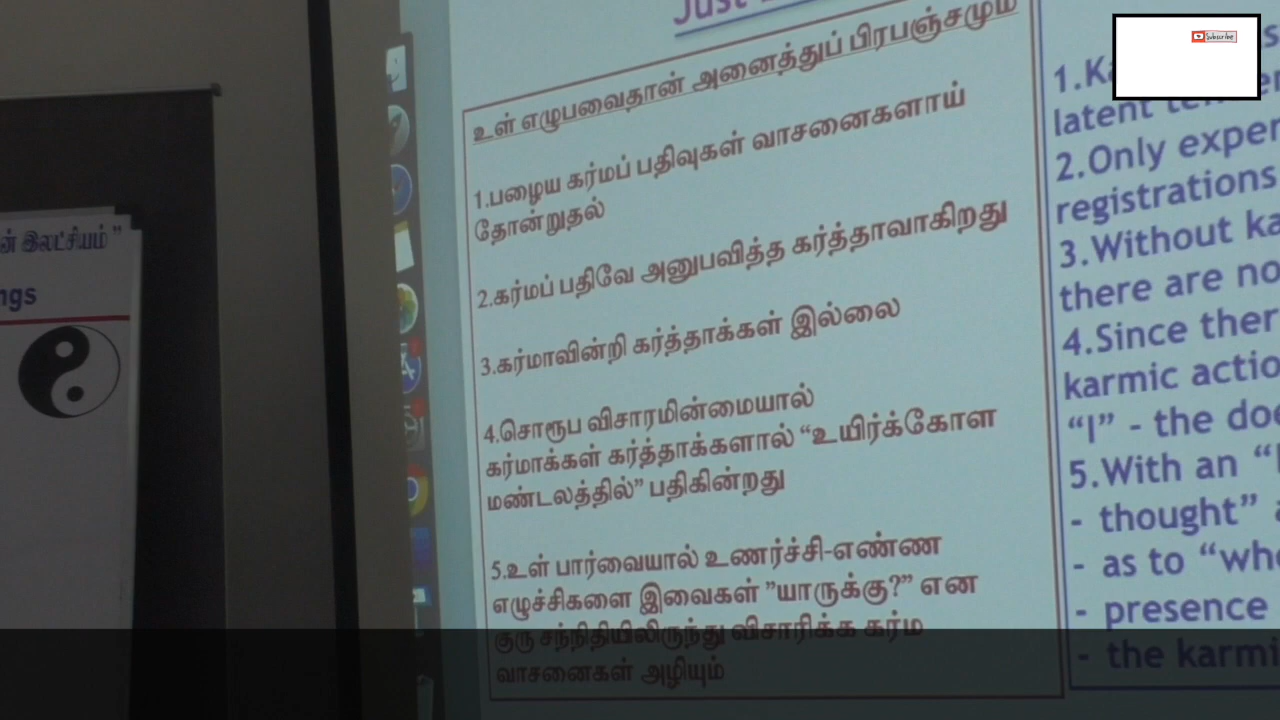 ன் இலட்சியம்"
ngs
Just
உள் எழுபவைதான் அனைத்துப் பிரபஞ்சமும்
1.பழைய கர்மப் பதிவுகள் வாசனைகளாய்
தோன்றுதல்
2.கர்மப் பதிவே அனுபவித்த கர்த்தாவாகிறது
3.கர்மாவின்றி கர்த்தாக்கள் இல்லை
4.சொரூப விசாரமின்மையால்
கர்மாக்கள் கர்த்தாக்களால் "உயிர்க்கோள
மண்டலத்தில்" பதிகின்றது
5.உள் பார்வையால் உணர்ச்சி-எண்ண
எழுச்சிகளை இவைகள் "யாருக்கு?" என
குரு சந்நிதியிலிருந்து விசாரிக்க கர்ம
வாசனைகள் அழியும்
1.Ka
latent
2.Only exper
registrations
3.Without ka
there are no
4.Since ther
karmic actio
"I" - the doe
5.With an "I
- thought" a
- as to "who
- presence
- the karmi
Subscribe